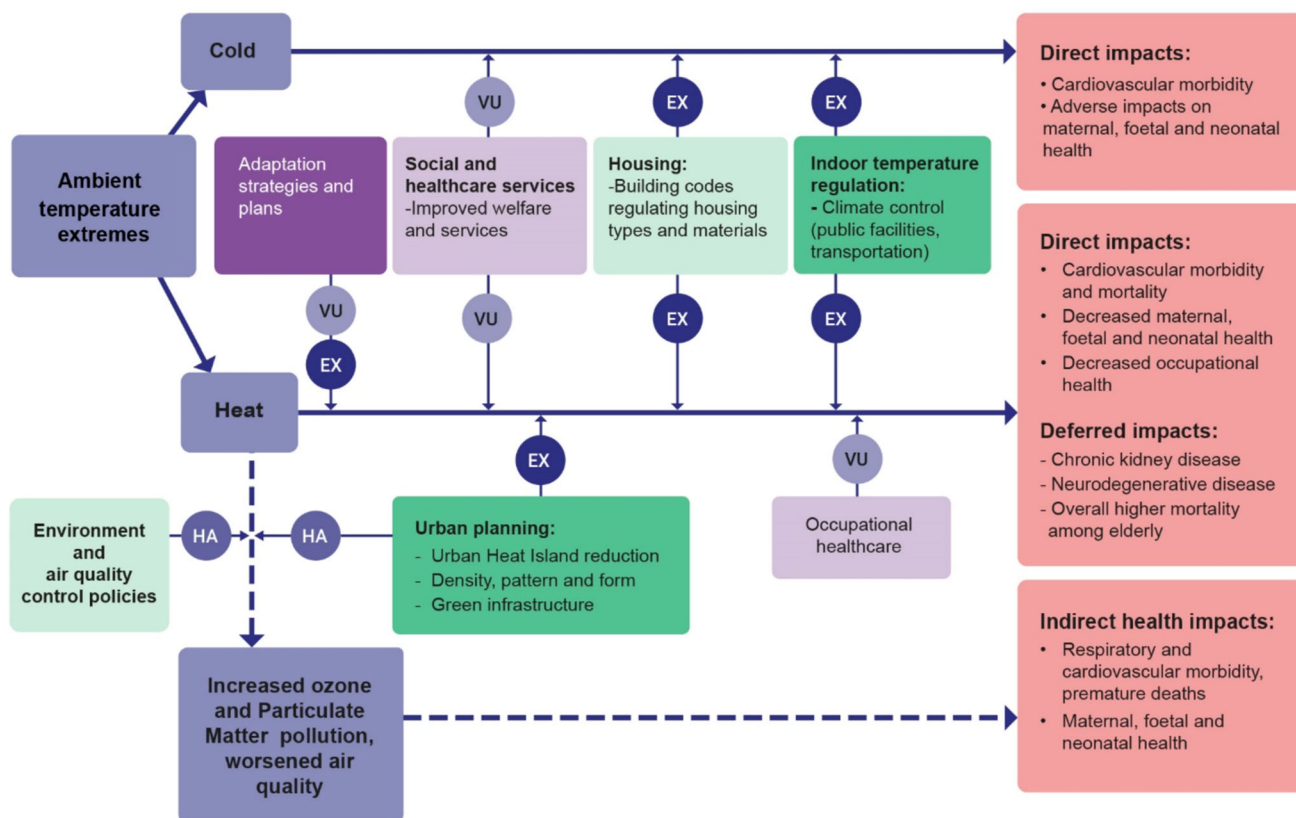 Cold
Direct impacts:
• Cardiovascular morbidity
• Adverse impacts on
maternal, foetal and neonatal
health
VU
EX
EX
Ambient
temperature
extremes
Adaptation
strategies and
plans
Social and
healthcare services
-Improved welfare
and services
Housing:
-Building codes
regulating housing
types and materials
Indoor temperature
regulation:
- Climate control
(public facilities,
transportation)
VU
EX
VU
EX
EX
Heat
Direct impacts:
• Cardiovascular morbidity
and mortality
• Decreased maternal,
foetal and neonatal health
• Decreased occupational
health
Deferred impacts:
- Chronic kidney disease
- Neurodegenerative disease
- Overall higher mortality
among elderly
EX
VU
Environment
and
air quality
control policies
HA
HA
Urban planning:
- Urban Heat Island reduction
- Density, pattern and form
- Green infrastructure
Occupational
healthcare
Increased ozone
and Particulate
Matter pollution,
worsened air
quality
Indirect health impacts:
• Respiratory and
cardiovascular morbidity,
premature deaths
• Maternal, foetal and
neonatal health